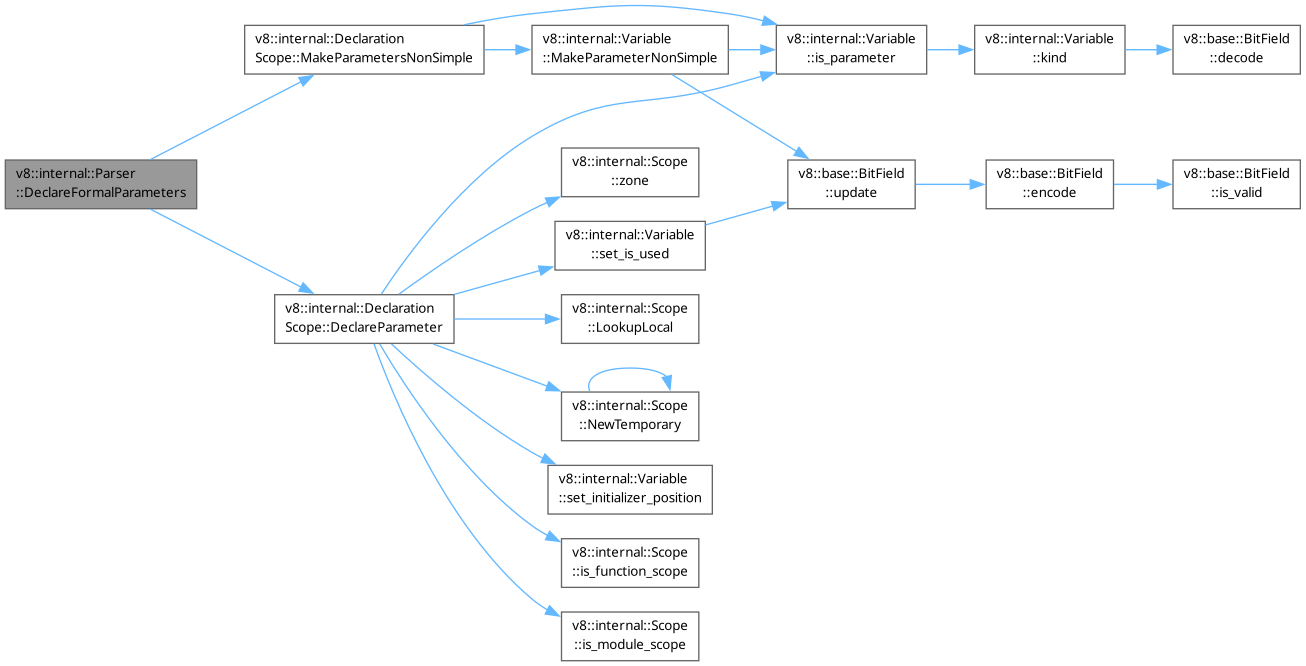 v8::internal::Parser
::DeclareFormalParameters
v8::internal::Declaration
Scope::MakeParametersNonSimple
v8::internal::Variable
::MakeParameterNonSimple
v8::internal::Variable
::is_parameter
v8::internal::Variable
::kind
v8::base::BitField
::decode
v8::internal::Scope
::zone
v8::base::BitField
::update
v8::base::BitField
::encode
v8::base::BitField
::is_valid
v8::internal::Variable
::set_is_used
v8::internal::Declaration
Scope::DeclareParameter
v8::internal::Scope
::LookupLocal
v8::internal::Scope
::NewTemporary
v8::internal::Variable
::set_initializer_position
v8::internal::Scope
::is_function_scope
v8::internal::Scope
::is_module_scope